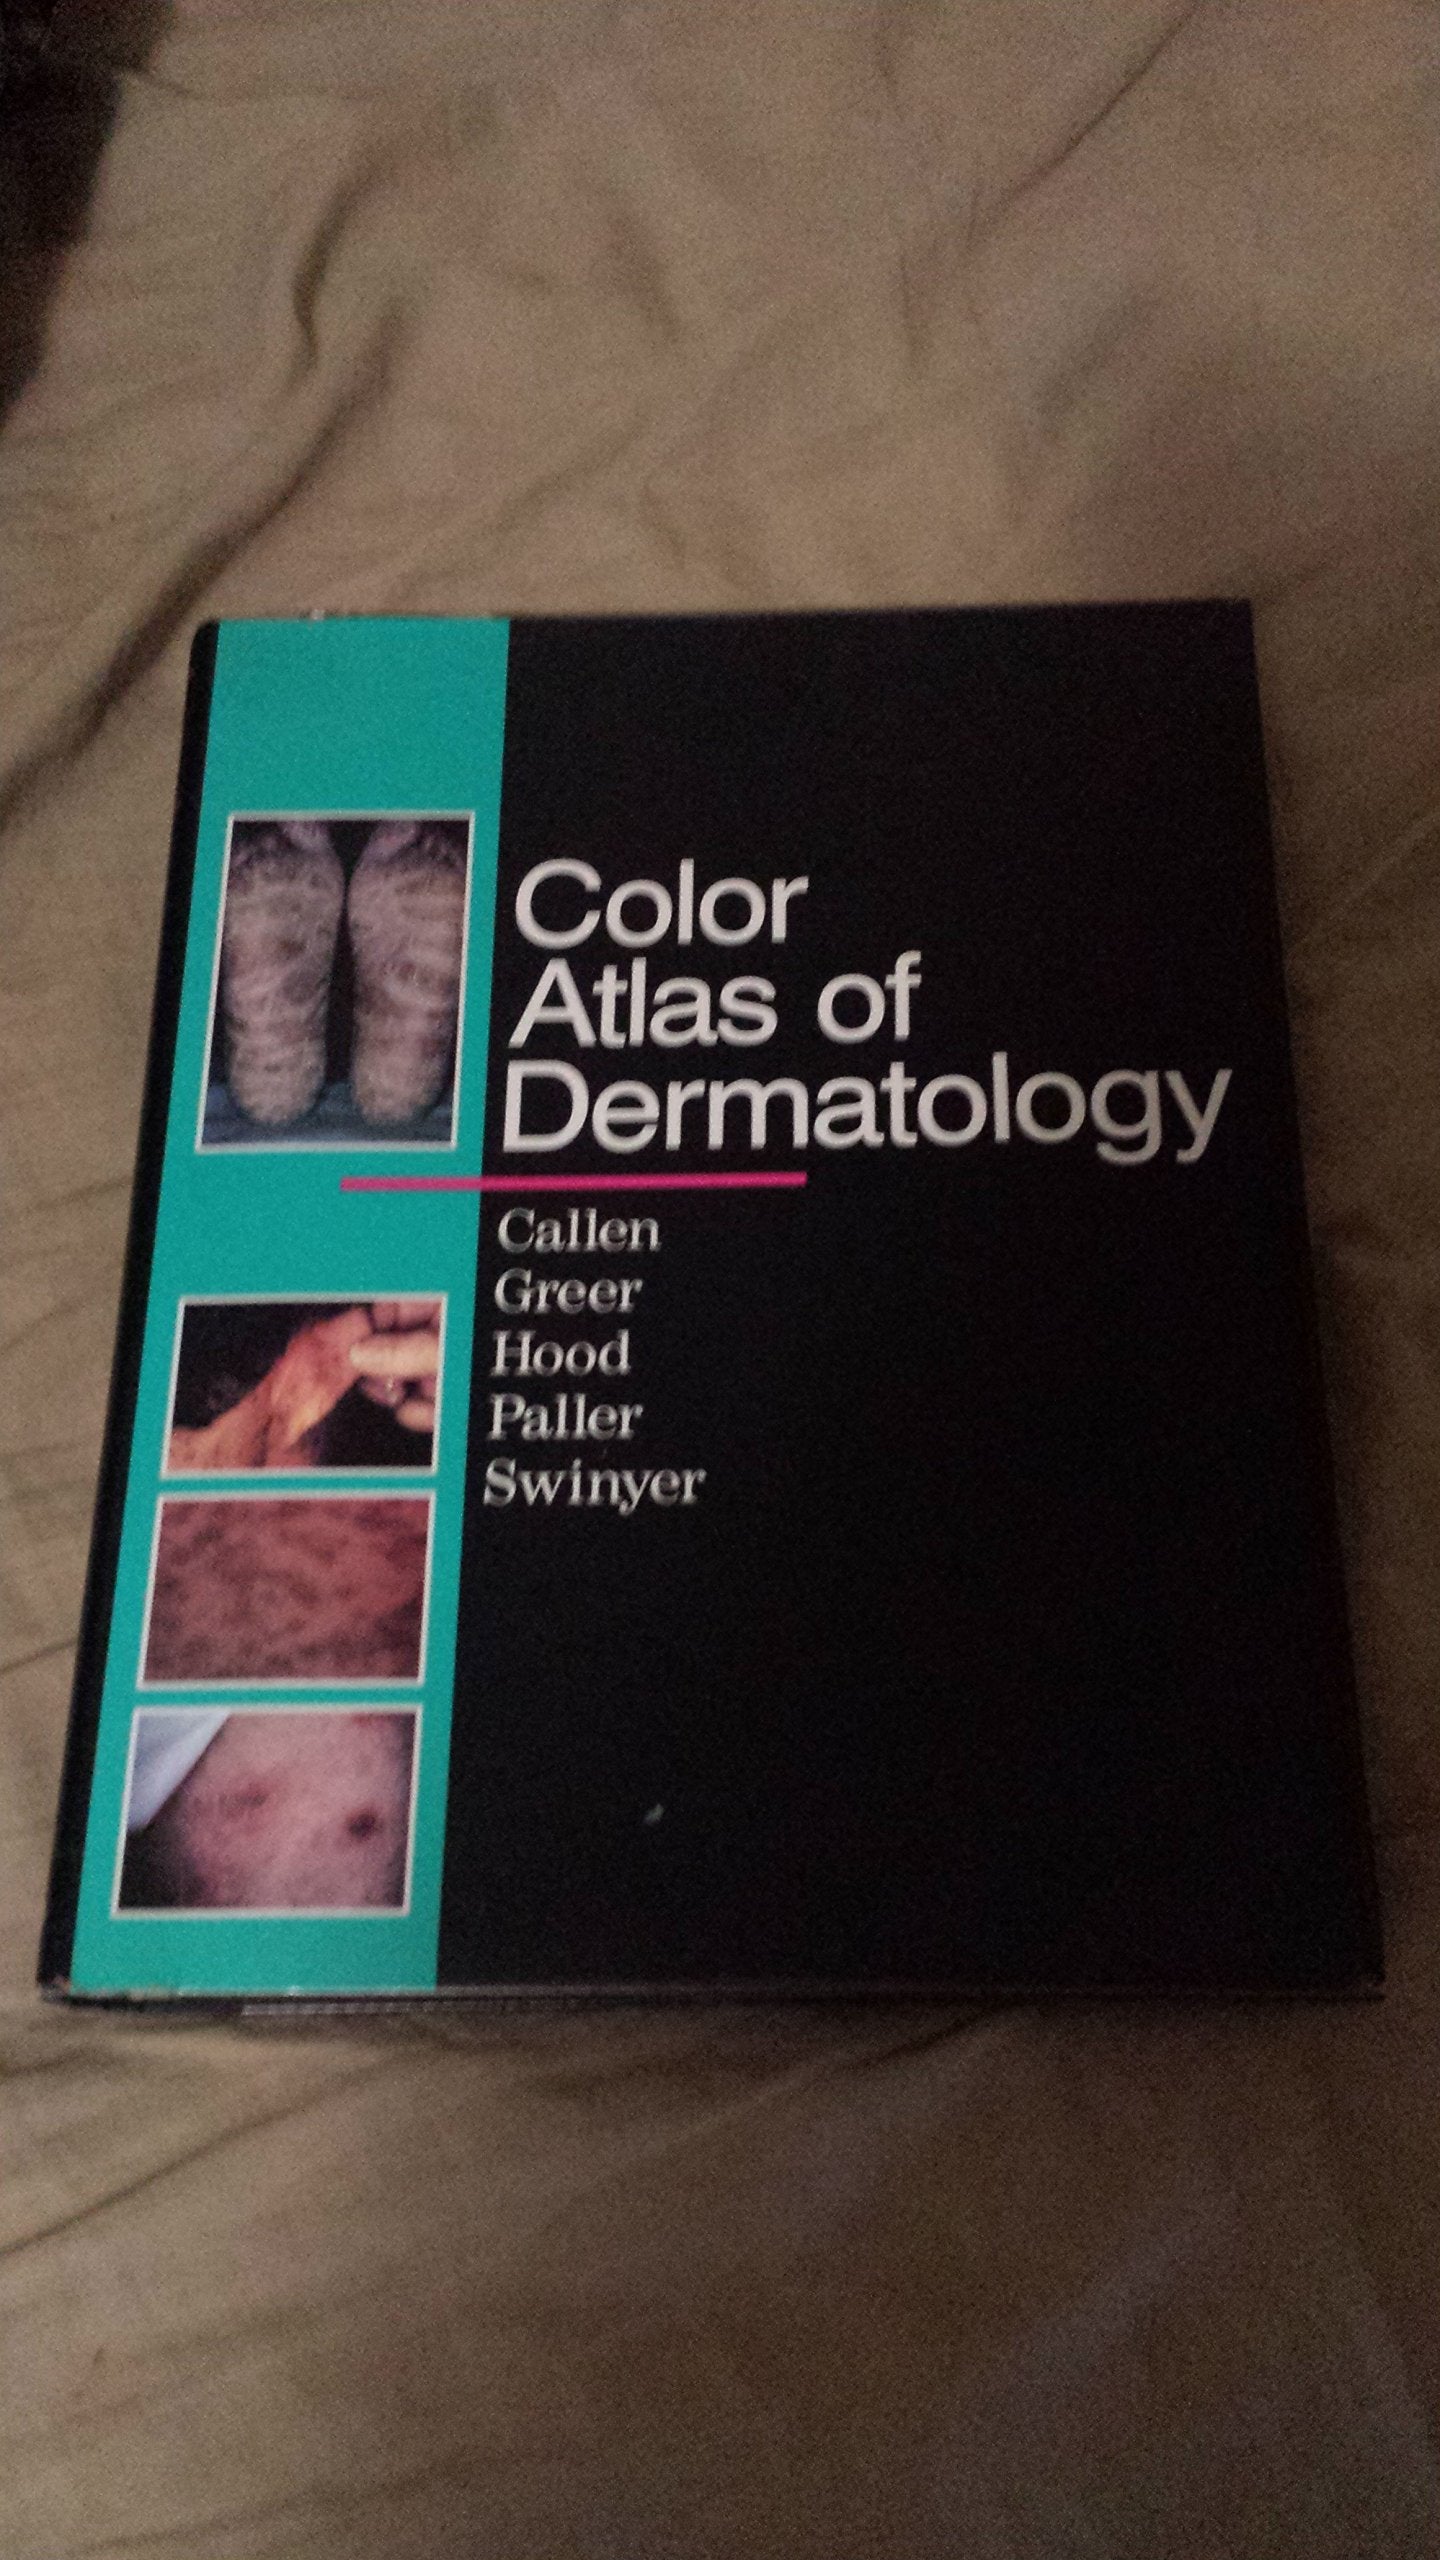 Color
Atlas of
Dermatology
Callen
Greer
Hood
Paller
Swinyer